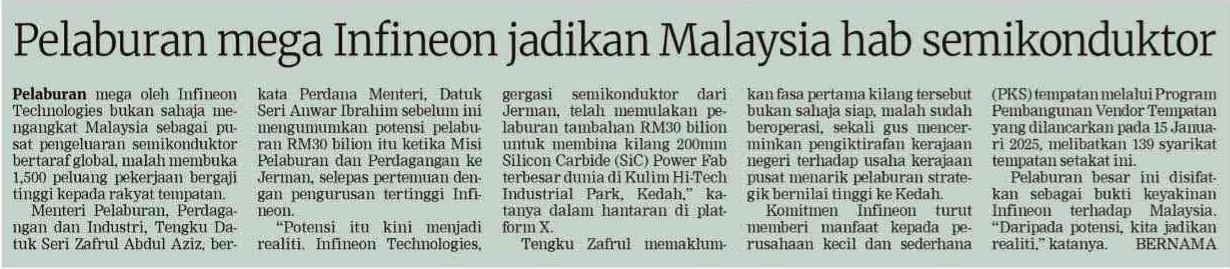 Pelaburan mega Infineon jadikan Malaysia hab semikonduktor
Pelaburan mega oleh Infineon
Technologies bukan sahaja me-
ngangkat Malaysia sebagai pu-
sat pengeluaran semikonduktor
bertaraf global, malah membuka
1,500 peluang pekerjaan bergaji
tinggi kepada rakyat tempatan.
Menteri Pelaburan, Perdaga-
ngan dan Industri, Tengku Da-
tuk Seri Zafrul Abdul Aziz, ber-
kata Perdana Menteri, Datuk
Seri Anwar Ibrahim sebelum ini
mengumumkan potensi pelabu-
ran RM30 bilion itu ketika Misi
Pelaburan dan Perdagangan ke
Jerman, selepas pertemuan den-
gan pengurusan tertinggi Infi-
neon.
“Potensi itu kini menjadi
realiti. Infineon Technologies,
gergasi semikonduktor dari
Jerman, telah memulakan pe-
laburan tambahan RM30 bilion
untuk membina kilang 200mm
Silicon Carbide (SiC) Power Fab
terbesar dunia di Kulim Hi-Tech
Industrial Park, Kedah,” ka-
tanya dalam hantaran di plat-
form X.
Tengku Zafrul memaklum-
kan fasa pertama kilang tersebut
bukan sahaja siap, malah sudah
beroperasi, sekali gus mencer-
minkan pengiktirafan kerajaan
negeri terhadap usaha kerajaan
pusat menarik pelaburan strate-
gik bernilai tinggi ke Kedah.
Komitmen Infineon turut
memberi manfaat kepada pe-
rusahaan kecil dan sederhana
(PKS) tempatan melalui Program
Pembangunan Vendor Tempatan
yang dilancarkan pada 15 Janua-
ri 2025, melibatkan 139 syarikat
tempatan setakat ini.
Pelaburan besar ini disifat-
kan sebagai bukti keyakinan
Infineon terhadap Malaysia.
“Daripada potensi, kita jadikan
realiti,” katanya. BERNAMA